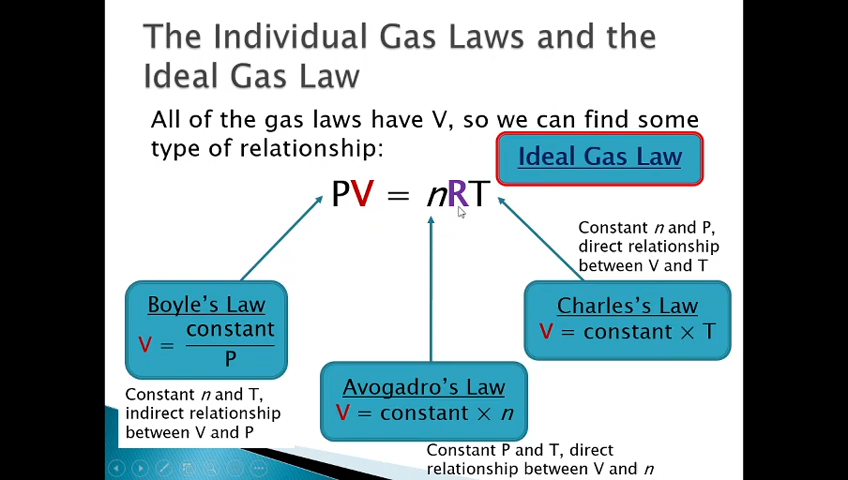 The Individual Gas Laws and the
Ideal Gas Law
All of the gas laws have V, so we can find some
type of relationship:
Ideal Gas Law
PV = nRT
Constant n and P,
direct relationship
between V and T
Boyle's Law
V = constant
P
Charles's Law
V = constant × T
Avogadro's Law
V = constant × n
Constant n and T,
indirect relationship
between V and P
Constant P and T, direct
relationship between V and n